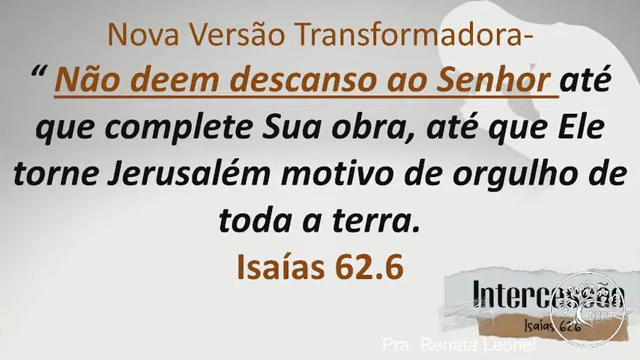 Nova Versão Transformadora-
“ Não deem descanso ao Senhor até
que complete Sua obra, até que Ele
torne Jerusalém motivo de orgulho de
toda a terra.
Isaías 62.6
Intercessão
Isaías 62:6
Pra. Renata Leonel